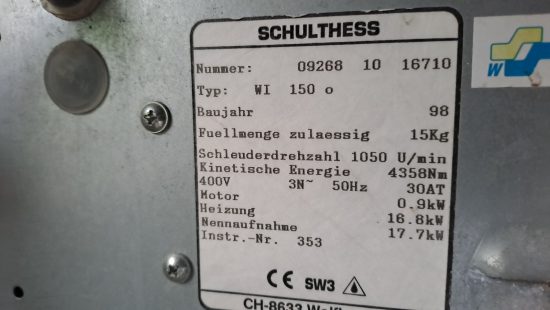 SCHULTHESS
Nummer: 09268 10 16710
Typ: WI 150 o
Baujahr 98
Fuellmenge zulaessig 15Kg
Schleuderdrehzahl 1050 U/min
Kinetische Energie 4358Nm
400V 3N~ 50Hz 30AT
Motor 0.9kW
Heizung 16.8kW
Nennaufnahme 17.7kW
Instr.-Nr. 353
CE SW3
CH-8633
W